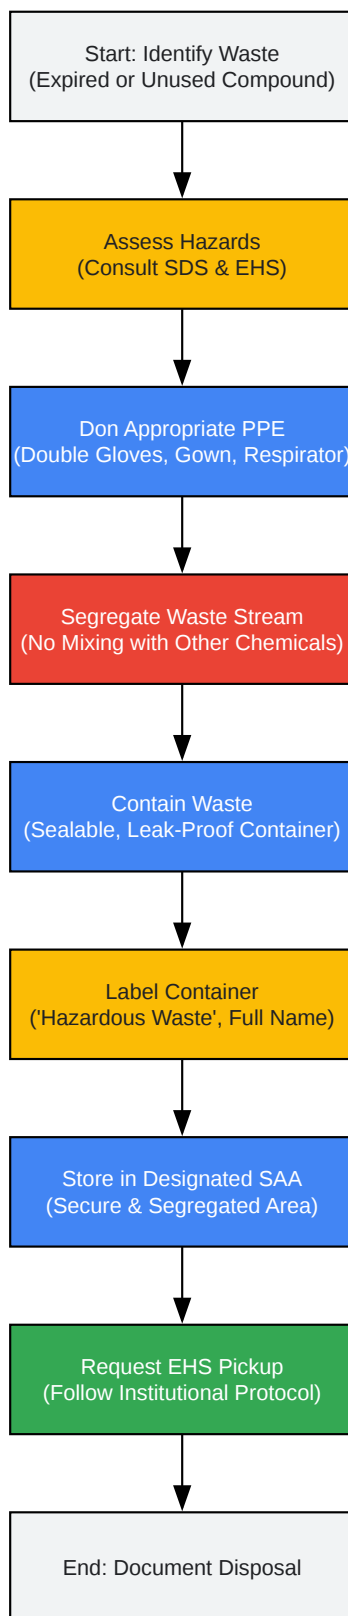 Start: Identify Waste
(Expired or Unused Compound)
Assess Hazards
(Consult SDS & EHS)
Don Appropriate PPE
(Double Gloves, Gown, Respirator)
Segregate Waste Stream
(No Mixing with Other Chemicals)
Contain Waste
(Sealable, Leak-Proof Container)
Label Container
('Hazardous Waste', Full Name)
Store in Designated SAA
(Secure & Segregated Area)
Request EHS Pickup
(Follow Institutional Protocol)
End: Document Disposal